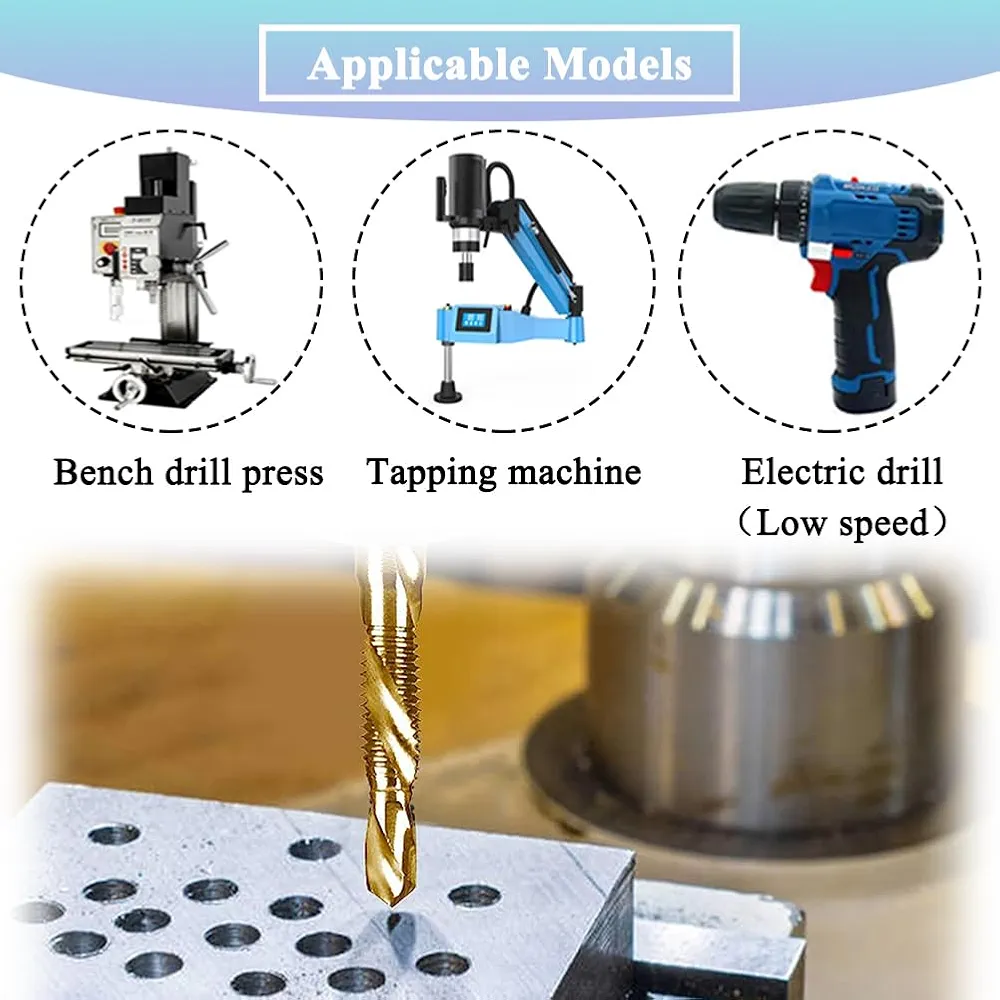 Applicable Models
Bench drill press
Tapping machine
Electric drill
（Low speed）